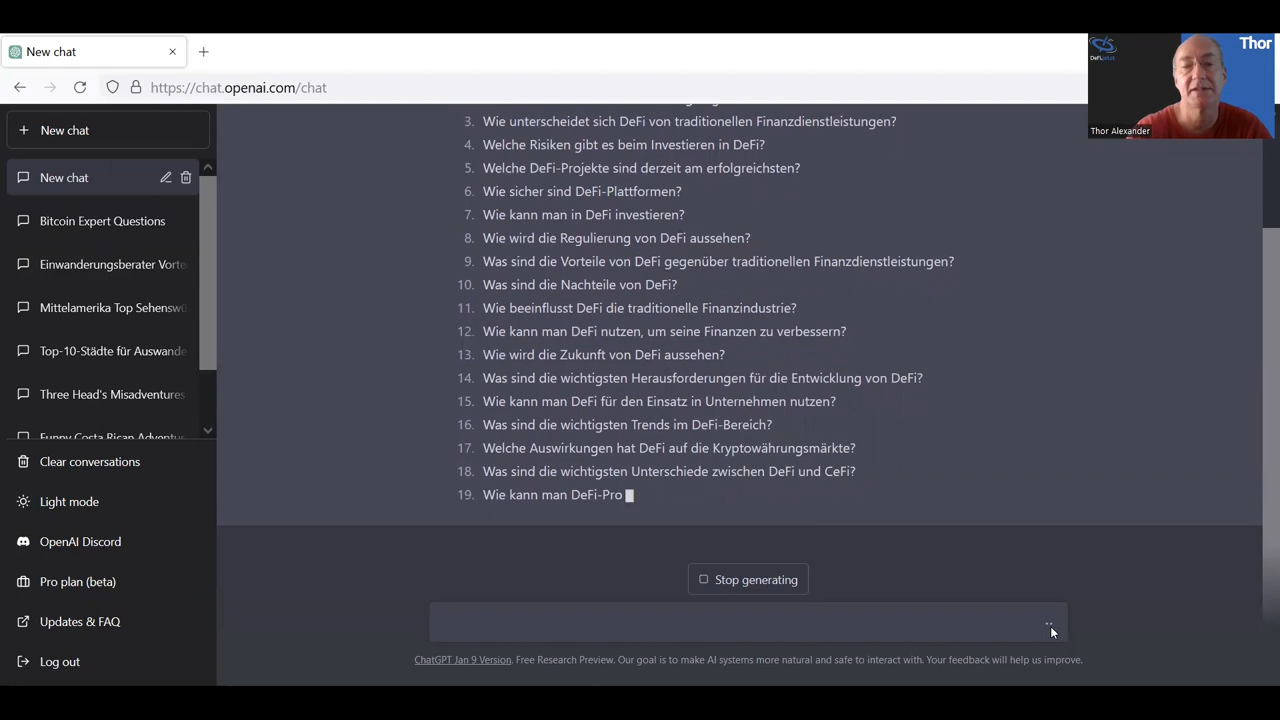 New chat
https://chat.openai.com/chat
Thor
DeFi.jetzt
Thor Alexander
New chat
New chat
Bitcoin Expert Questions
Einwanderungsberater Vorte
Mittelamerika Top Sehenswü
Top-10-Städte für Auswande
Three Head's Misadventures
Funny Costa Rican Adventu
Clear conversations
Light mode
OpenAI Discord
Pro plan (beta)
Updates & FAQ
Log out
3. Wie unterscheidet sich DeFi von traditionellen Finanzdienstleistungen?
4. Welche Risiken gibt es beim Investieren in DeFi?
5. Welche DeFi-Projekte sind derzeit am erfolgreichsten?
6. Wie sicher sind DeFi-Plattformen?
7. Wie kann man in DeFi investieren?
8. Wie wird die Regulierung von DeFi aussehen?
9. Was sind die Vorteile von DeFi gegenüber traditionellen Finanzdienstleistungen?
10. Was sind die Nachteile von DeFi?
11. Wie beeinflusst DeFi die traditionelle Finanzindustrie?
12. Wie kann man DeFi nutzen, um seine Finanzen zu verbessern?
13. Wie wird die Zukunft von DeFi aussehen?
14. Was sind die wichtigsten Herausforderungen für die Entwicklung von DeFi?
15. Wie kann man DeFi für den Einsatz in Unternehmen nutzen?
16. Was sind die wichtigsten Trends im DeFi-Bereich?
17. Welche Auswirkungen hat DeFi auf die Kryptowährungsmärkte?
18. Was sind die wichtigsten Unterschiede zwischen DeFi und CeFi?
19. Wie kann man DeFi-Pro
Stop generating
ChatGPT Jan 9 Version. Free Research Preview. Our goal is to make AI systems more natural and safe to interact with. Your feedback will help us improve.